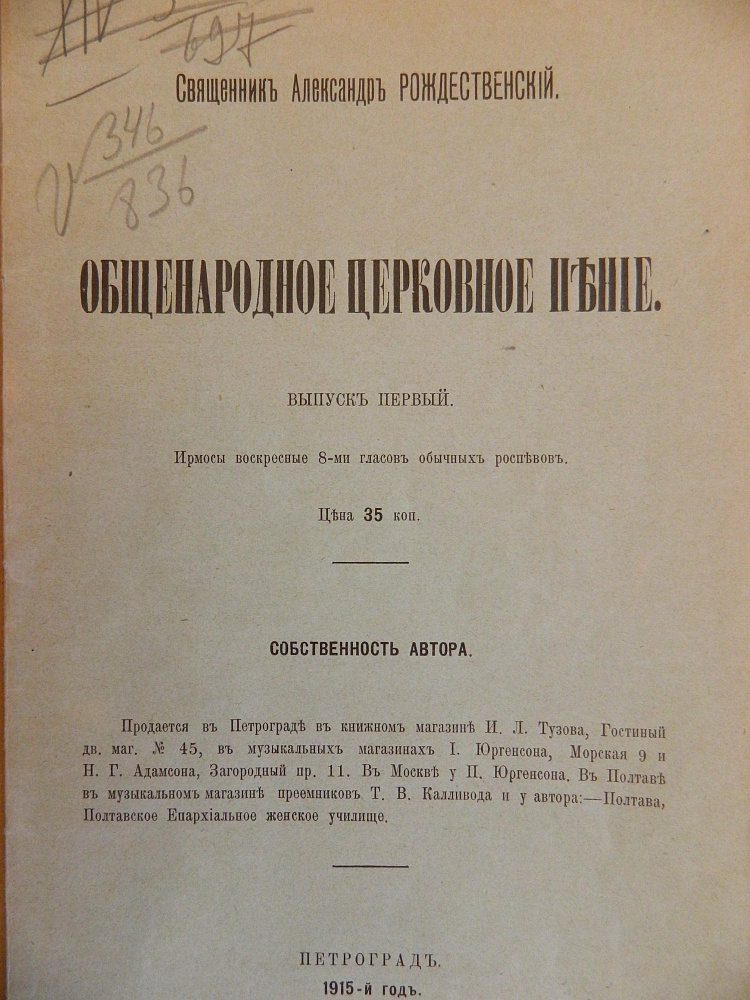 697
Священникъ Александръ РОЖДЕСТВЕНСКІЙ.
V 346
836
ОБЩЕНАРОДНОЕ ЦЕРКОВНОЕ ПѢНІЕ.
ВЫПУСКЪ ПЕРВЫЙ.
Ирмосы воскресные 8-ми гласовъ обычныхъ роспѣвовъ.
Цѣна 35 коп.
СОБСТВЕННОСТЬ АВТОРА.
Продается въ Петроградѣ въ книжномъ магазинѣ И. Л. Тузова, Гостиный
дв. маг. № 45, въ музыкальныхъ магазинахъ І. Юргенсона, Морская 9 и
Н. Г. Адамсона, Загородный пр. 11. Въ Москвѣ у П. Юргенсона. Въ Полтавѣ
въ музыкальномъ магазинѣ преемниковъ Т. В. Калливода и у автора:—Полтава,
Полтавское Епархіальное женское училище.
ПЕТРОГРАДЪ.
1915-й годъ.